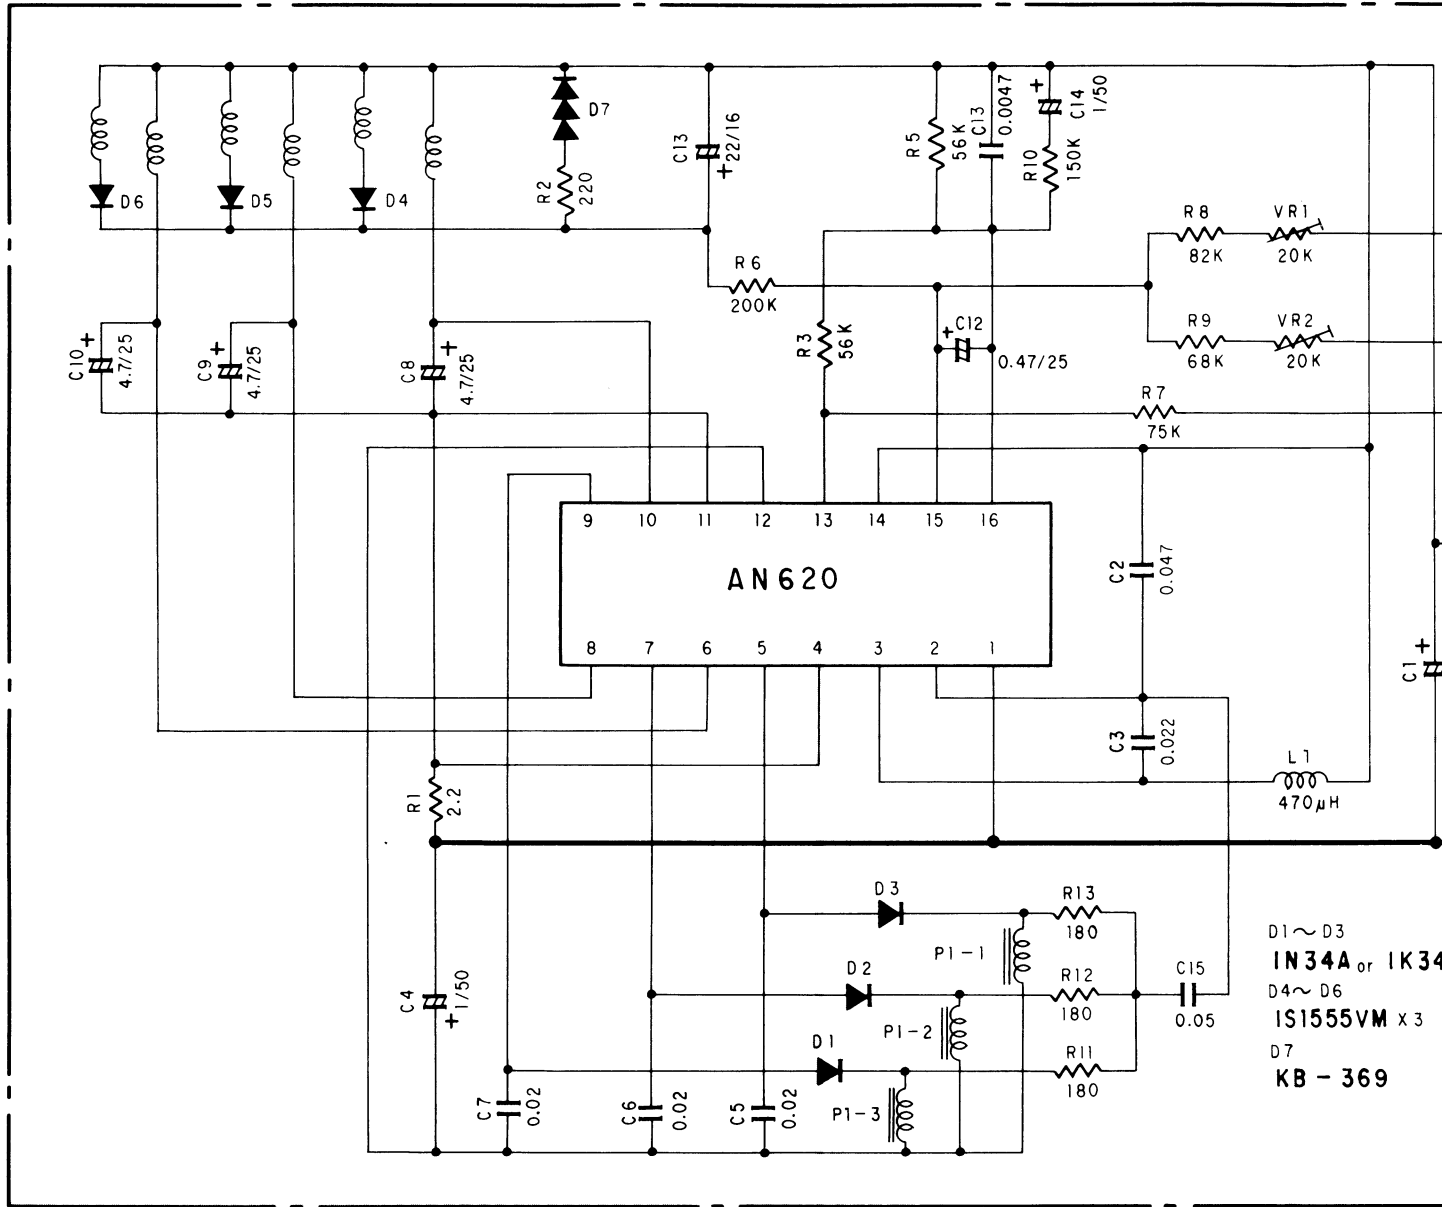 D7
C13
22/16
R5
56K
C13
0.0047
C14
1/50
R10
150K
D6
D5
D4
R2
220
R8
82K
VR1
20K
R6
200K
C10
4.7/25
C9
4.7/25
C8
4.7/25
R3
56K
C12
0.47/25
R9
68K
VR2
20K
R7
75K
9 10 11 12 13 14 15 16
AN620
8 7 6 5 4 3 2 1
C2
0.047
C1
C3
0.022
R1
2.2
L1
470μH
D3
R13
180
P1-1
D2
R12
180
C15
0.05
C4
1/50
P1-2
D1
R11
180
C7
0.02
C6
0.02
C5
0.02
P1-3
D1~D3
IN34A or IK34
D4~D6
IS1555VM X3
D7
KB-369